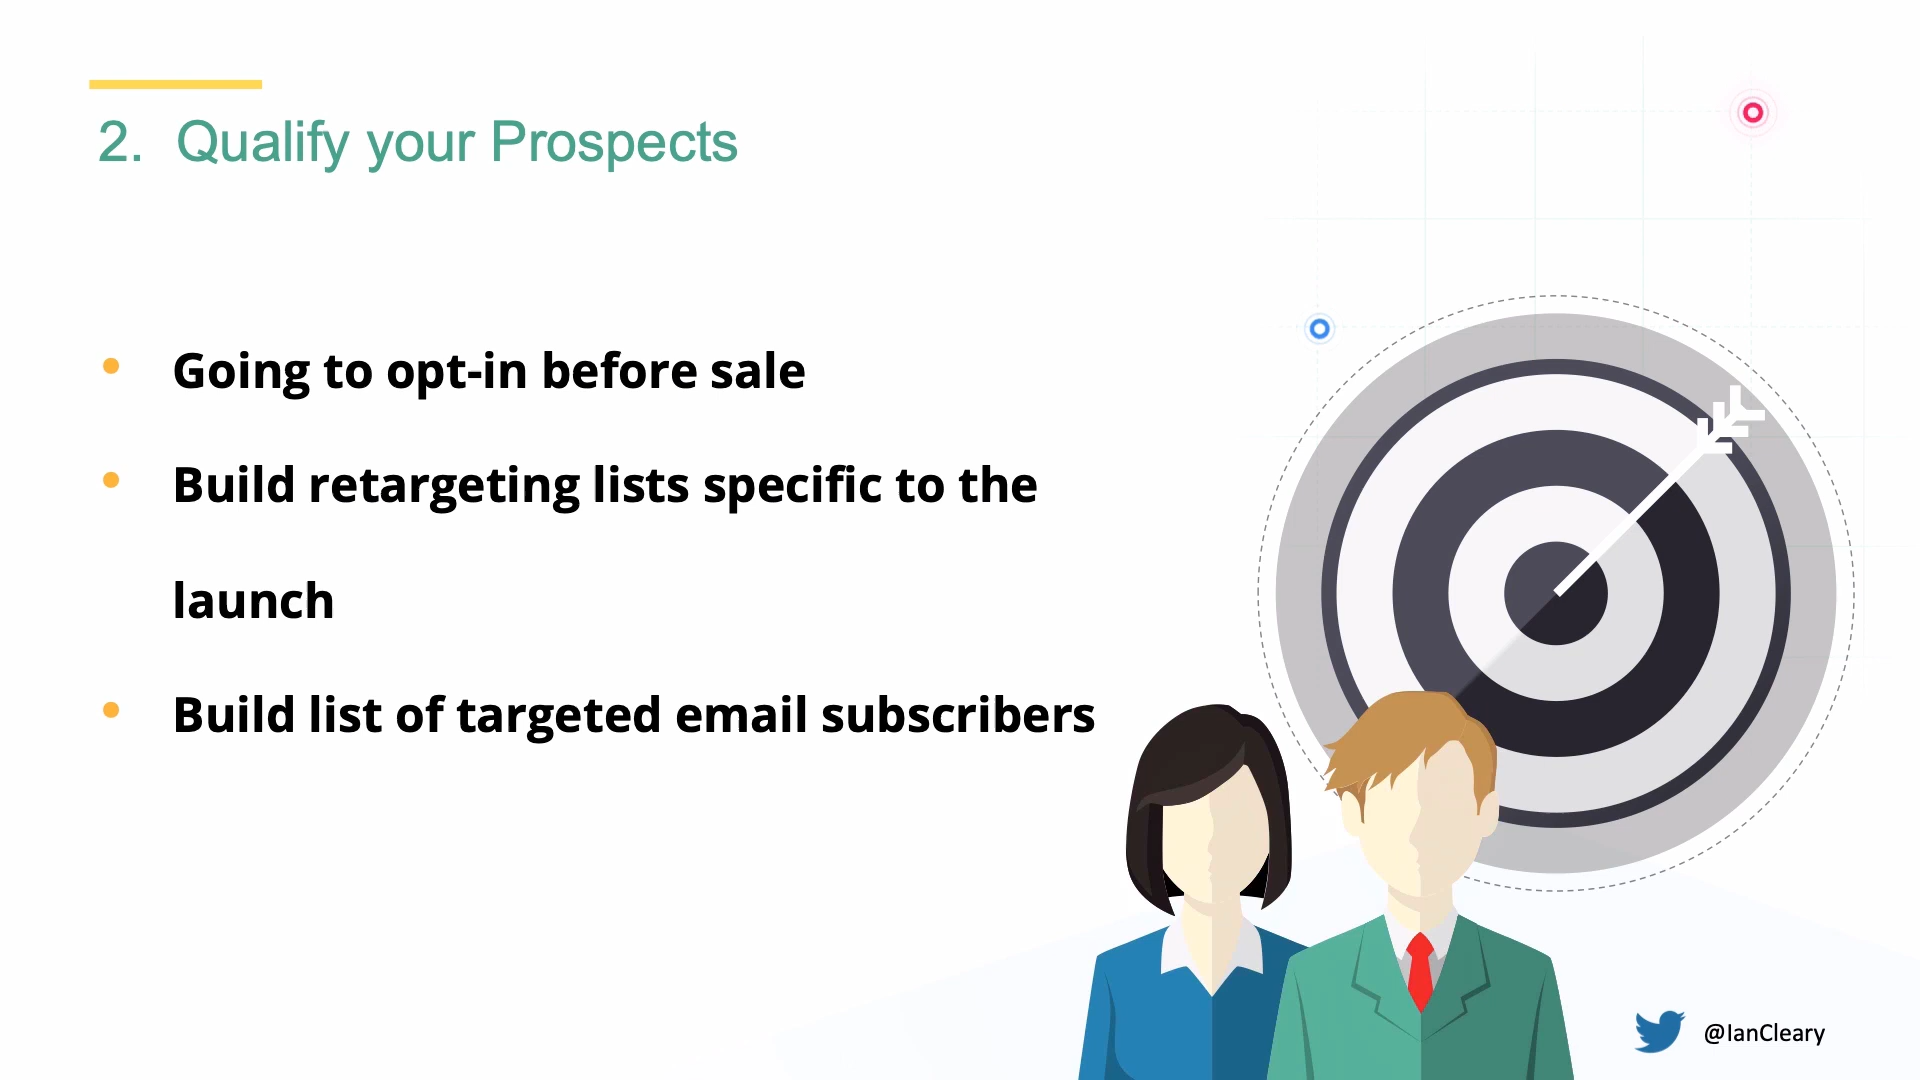 2. Qualify your Prospects
• Going to opt-in before sale
• Build retargeting lists specific to the
launch
• Build list of targeted email subscribers
@IanCleary